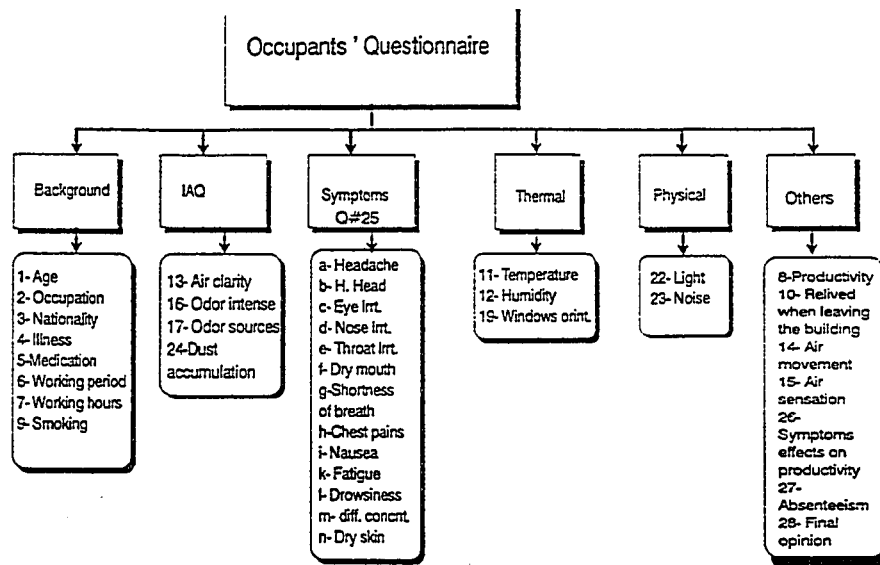 Occupants ' Questionnaire
Background
IAQ
Symptoms
Q#25
Thermal
Physical
Others
1- Age
2- Occupation
3- Nationality
4- Illness
5-Medication
6- Working period
7- Working hours
9- Smoking
13- Air clarity
16- Odor intense
17- Odor sources
24-Dust
accumulation
a- Headache
b- H. Head
c- Eye Irrt.
d- Nose Irrt.
e- Throat Irrt.
f- Dry mouth
g-Shortness
of breath
h-Chest pains
i- Nausea
k- Fatigue
l- Drowsiness
m- diff. concnt.
n- Dry skin
11- Temperature
12- Humidity
19- Windows orint.
22- Light
23- Noise
8-Productivity
10- Relived
when leaving
the building
14- Air
movement
15- Air
sensation
26-
Symptoms
effects on
productivity
27-
Absenteeism
28- Final
opinion